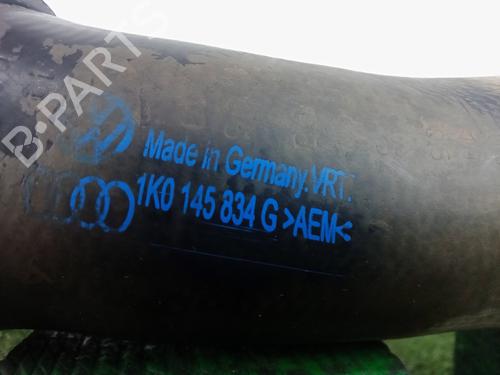 B-PARTS
Made in Germany.VRT.
1K0 145 834 G >AEM<